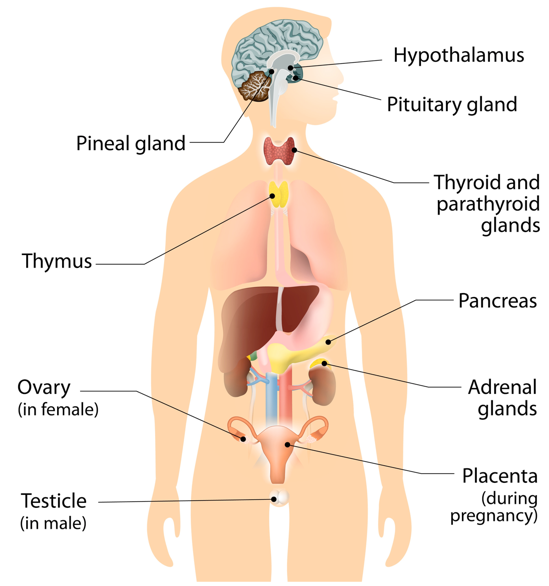 Hypothalamus
Pituitary gland
Pineal gland
Thyroid and
parathyroid
glands
Thymus
Pancreas
Ovary
(in female)
Adrenal
glands
Placenta
(during
pregnancy)
Testicle
(in male)